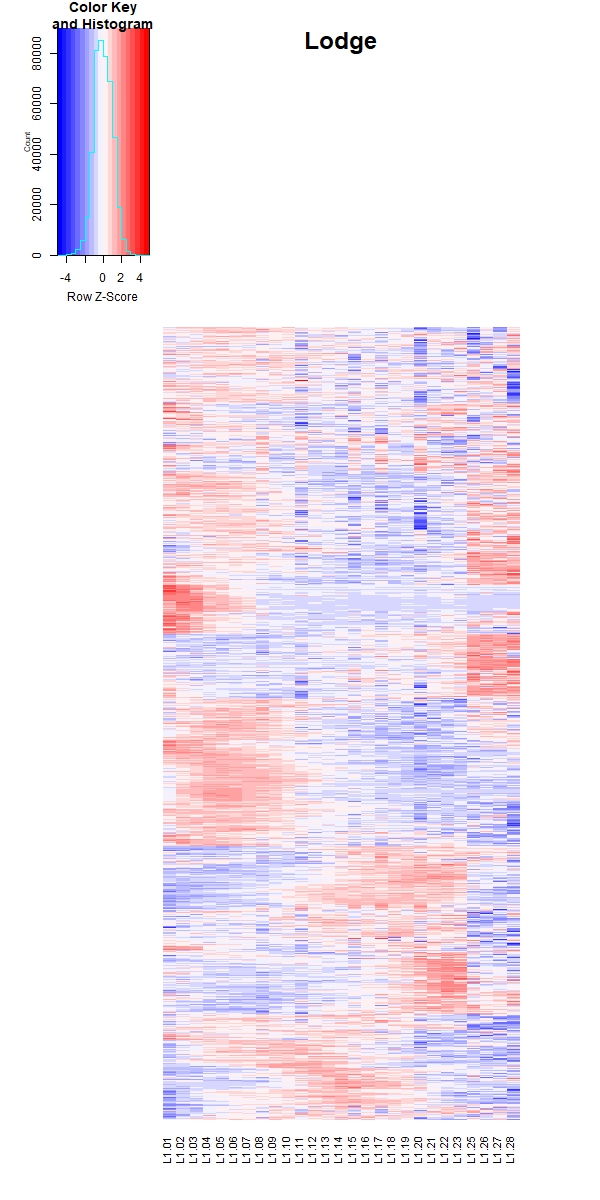 Color Key
and Histogram
Lodge
80000
60000
40000
20000
0
Count
-4 0 2 4
Row Z-Score
L1.01
L1.02
L1.03
L1.04
L1.05
L1.06
L1.07
L1.08
L1.09
L1.10
L1.11
L1.12
L1.13
L1.14
L1.15
L1.16
L1.17
L1.18
L1.19
L1.20
L1.21
L1.22
L1.23
L1.25
L1.26
L1.27
L1.28